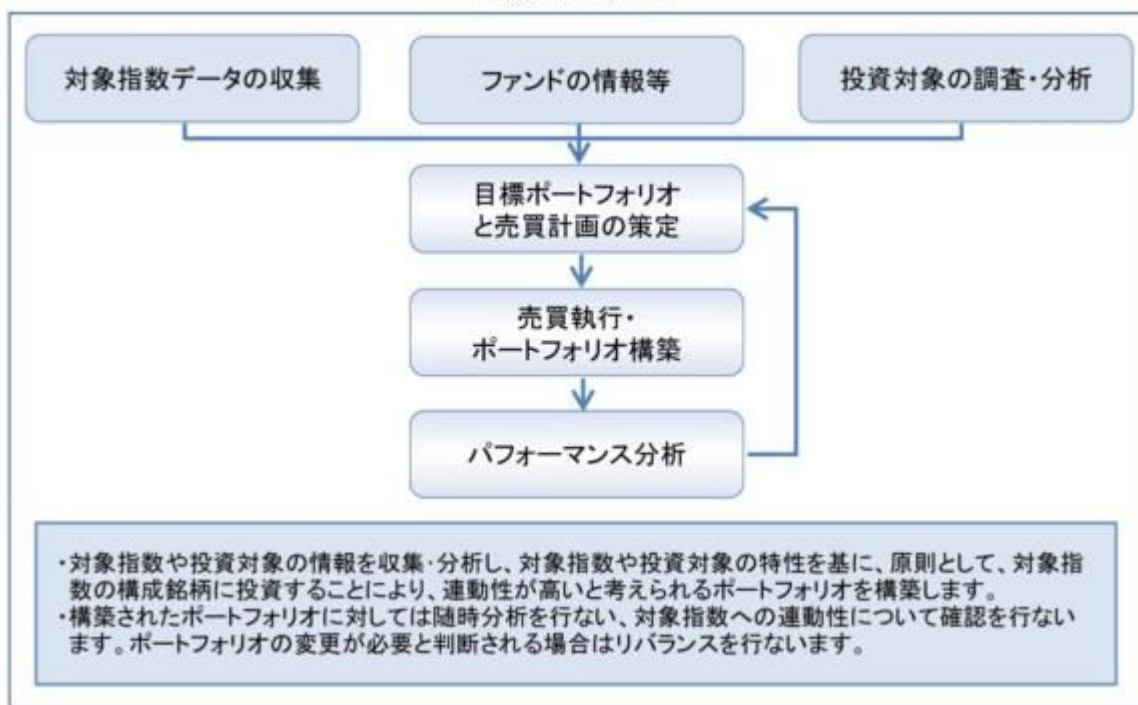 対象指数データの収集
ファンドの情報等
投資対象の調査・分析
目標ポートフォリオ
と売買計画の策定
売買執行・
ポートフォリオ構築
パフォーマンス分析
・対象指数や投資対象の情報を収集・分析し、対象指数や投資対象の特性を基に、原則として、対象指
数の構成銘柄に投資することにより、連動性が高いと考えられるポートフォリオを構築します。
・構築されたポートフォリオに対しては随時分析を行ない、対象指数への連動性について確認を行ない
ます。ポートフォリオの変更が必要と判断される場合はリバランスを行ないます。